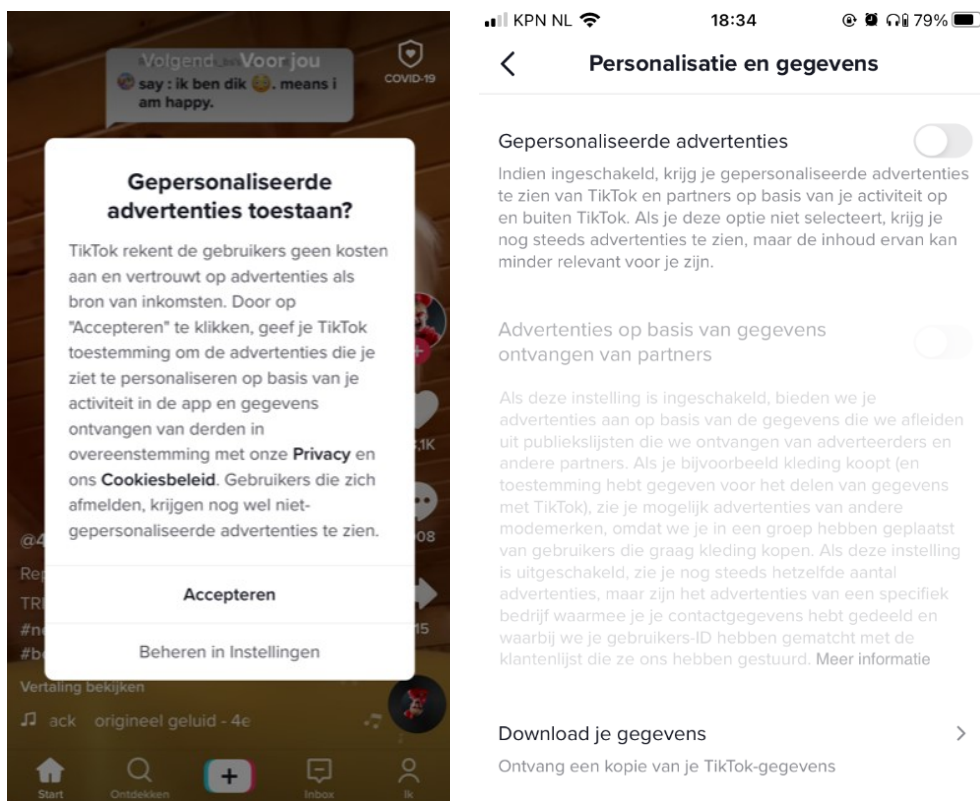 Volgend
Voor jou
COVID-19
say : ik ben dik 😳. means i
am happy.
Gepersonaliseerde
advertenties toestaan?
TikTok rekent de gebruikers geen kosten
aan en vertrouwt op advertenties als
bron van inkomsten. Door op
"Accepteren" te klikken, geef je TikTok
toestemming om de advertenties die je
ziet te personaliseren op basis van je
activiteit in de app en gegevens
ontvangen van derden in
overeenstemming met onze Privacy en
ons Cookiesbeleid. Gebruikers die zich
afmelden, krijgen nog wel niet-
gepersonaliseerde advertenties te zien.
Accepteren
Beheren in Instellingen
Vertaling bekijken
ack origineel geluid - 4e
Start
Ontdekken
Inbox
Ik
KPN NL
18:34
79%
Personalisatie en gegevens
Gepersonaliseerde advertenties
Indien ingeschakeld, krijg je gepersonaliseerde advertenties
te zien van TikTok en partners op basis van je activiteit op
en buiten TikTok. Als je deze optie niet selecteert, krijg je
nog steeds advertenties te zien, maar de inhoud ervan kan
minder relevant voor je zijn.
Advertenties op basis van gegevens
ontvangen van partners
Als deze instelling is ingeschakeld, bieden we je
advertenties aan op basis van de gegevens die we afleiden
uit publiekslijsten die we ontvangen van adverteerders en
andere partners. Als je bijvoorbeeld kleding koopt (en
toestemming hebt gegeven voor het delen van gegevens
met TikTok), zie je mogelijk advertenties van andere
modemerken, omdat we je in een groep hebben geplaatst
van gebruikers die graag kleding kopen. Als deze instelling
is uitgeschakeld, zie je nog steeds hetzelfde aantal
advertenties, maar zijn het advertenties van een specifiek
bedrijf waarmee je je contactgegevens hebt gedeeld en
waarbij we je gebruikers-ID hebben gematcht met de
klantenlijst die ze ons hebben gestuurd. Meer informatie
Download je gegevens
Ontvang een kopie van je TikTok-gegevens